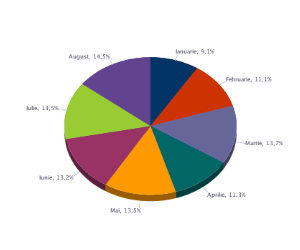 Ianuarie, 9,1%
Februarie, 11,1%
Martie, 13,7%
Aprilie, 11,3%
Mai, 13,5%
Iunie, 13,2%
Iulie, 13,5%
August, 14,5%